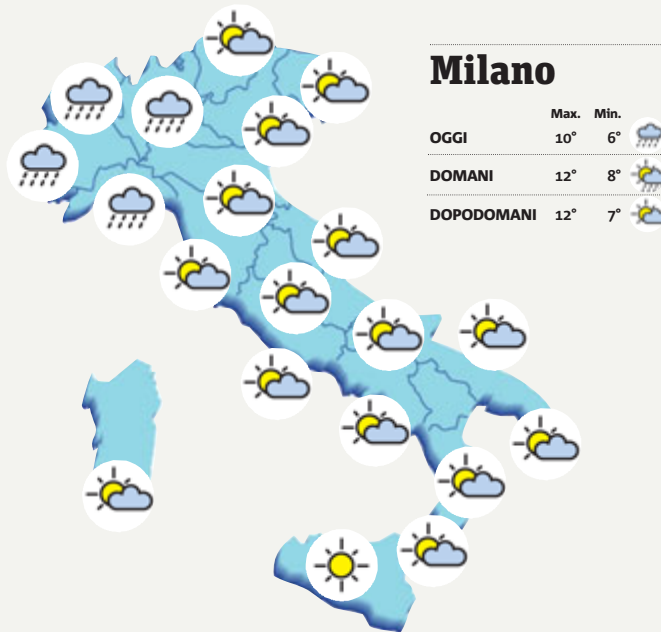 Milano
Max. Min.
OGGI 10° 6°
DOMANI 12° 8°
DOPODOMANI 12° 7°